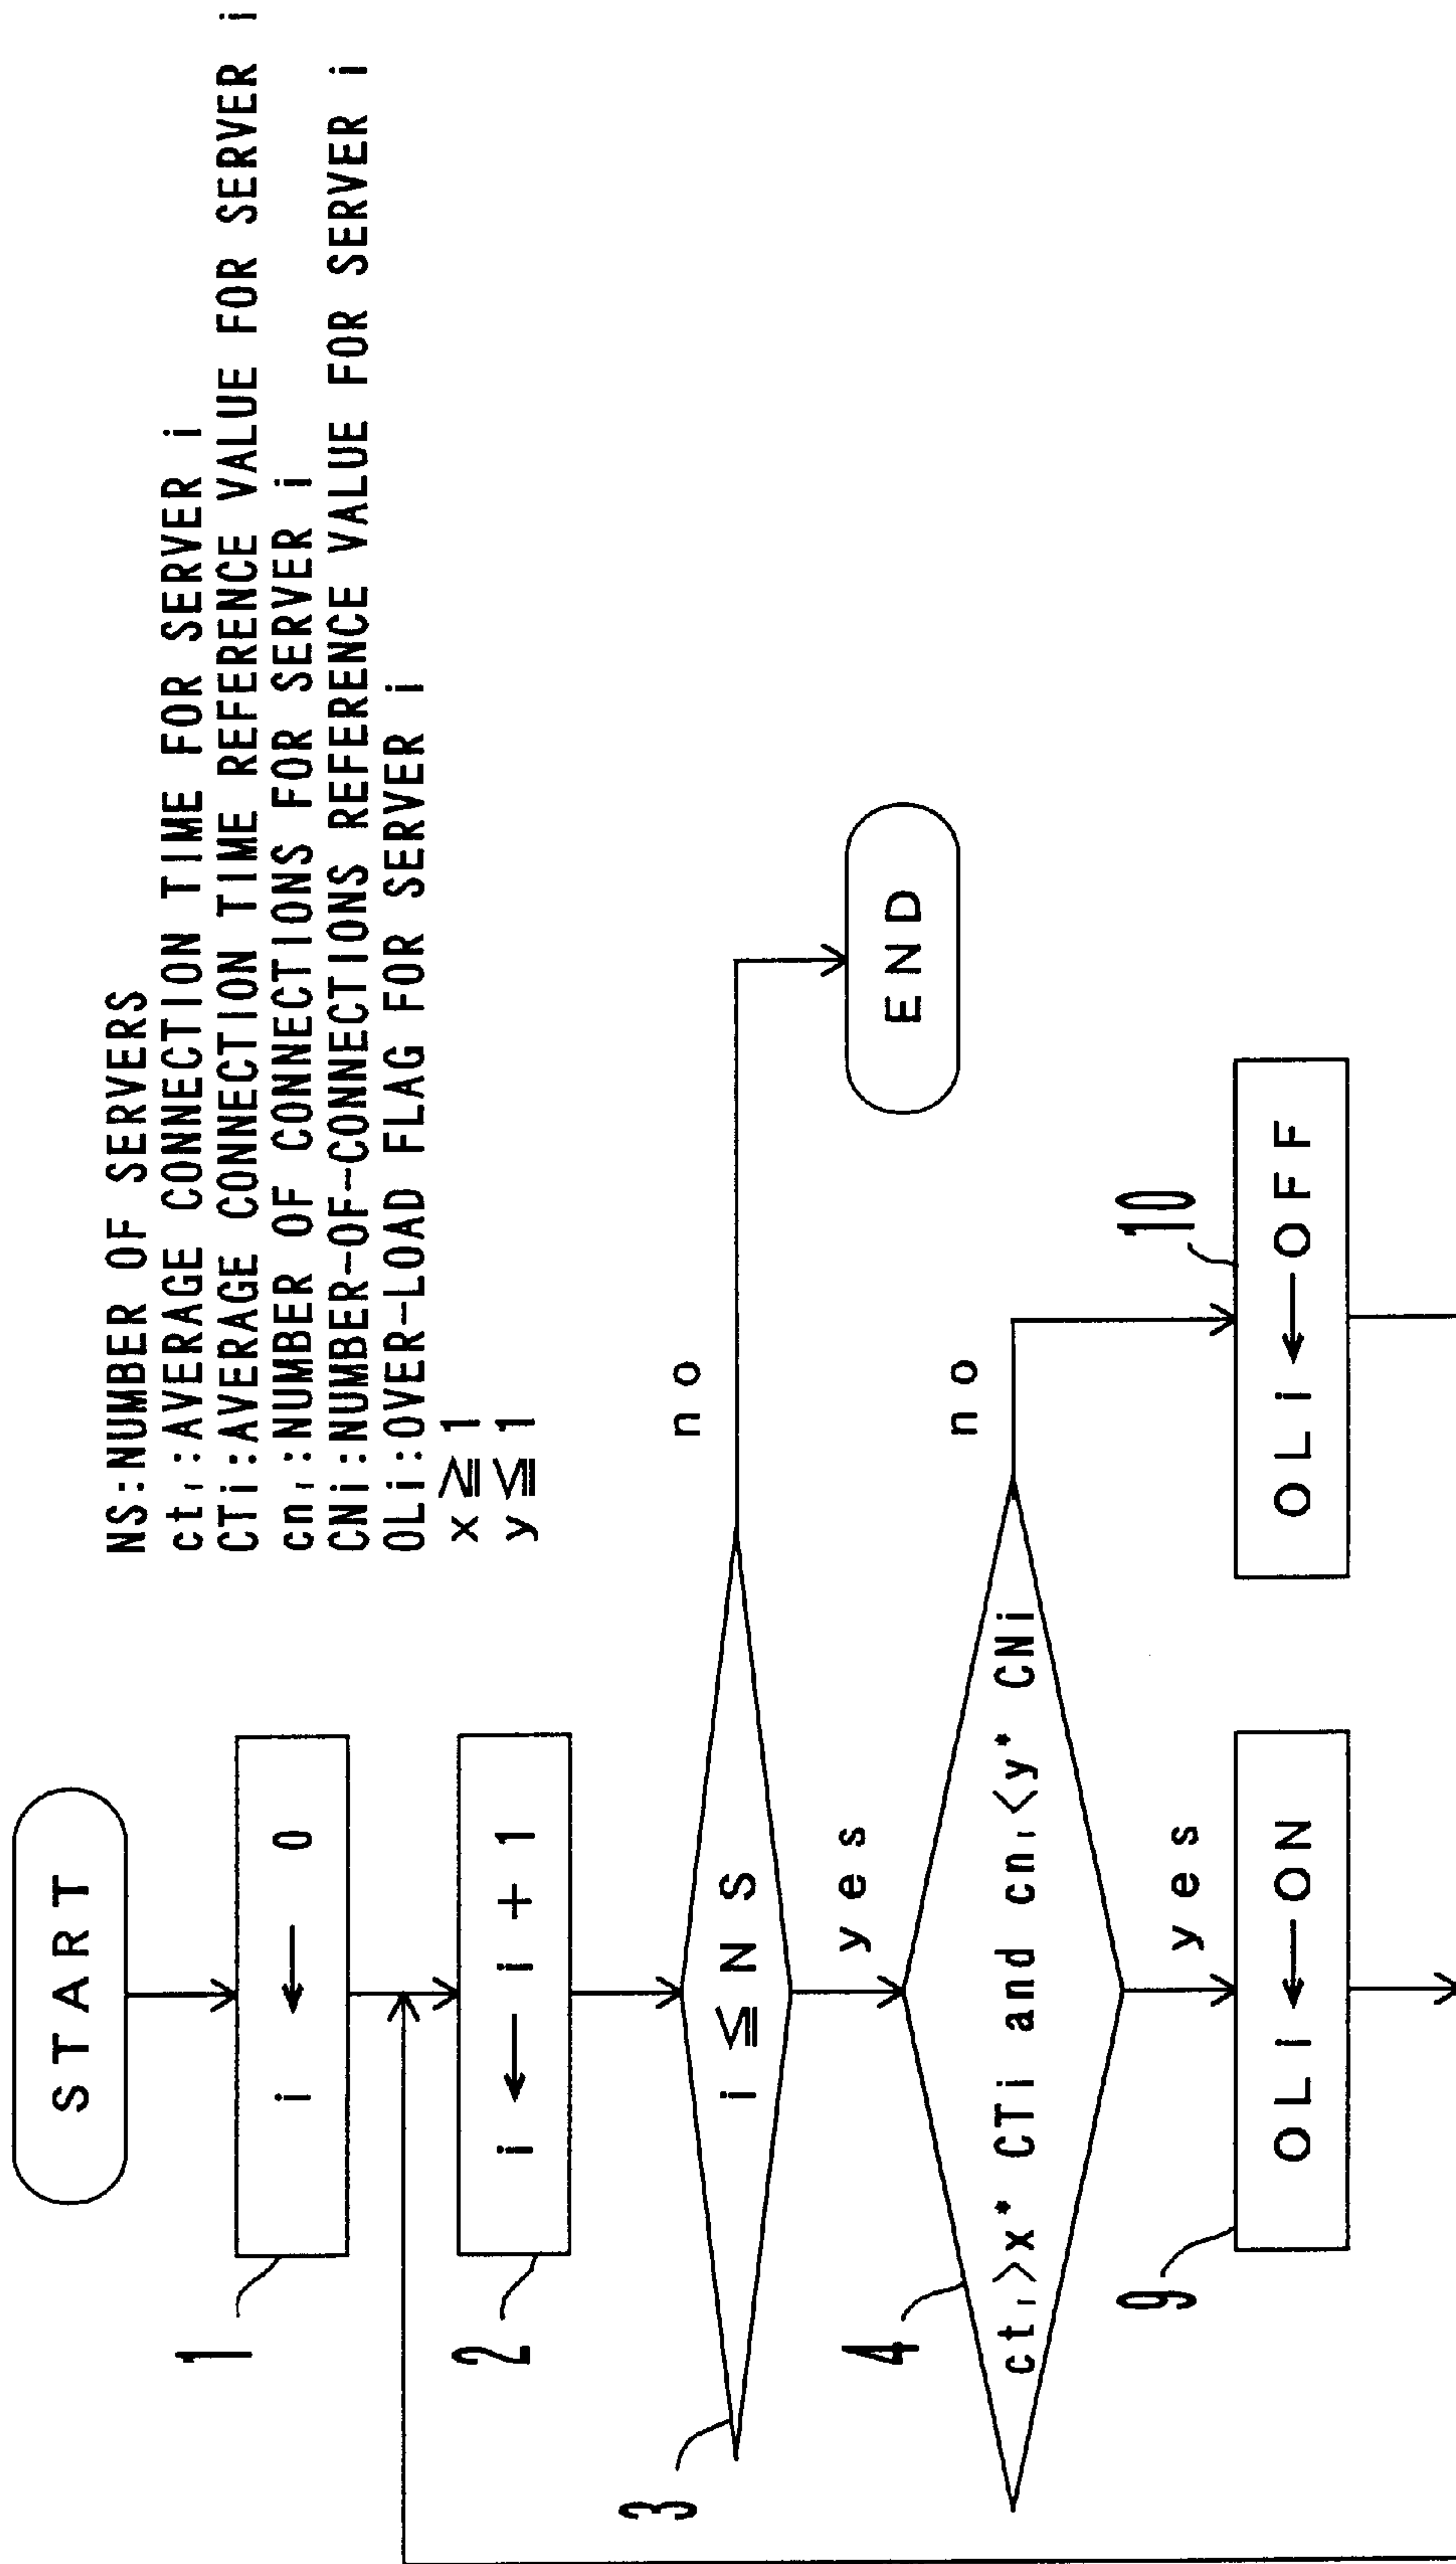 NS:NUMBER OF SERVERS
cti:AVERAGE CONNECTION TIME FOR SERVER i
CTi:AVERAGE CONNECTION TIME REFERENCE VALUE FOR SERVER i
cni:NUMBER OF CONNECTIONS FOR SERVER i
CNi:NUMBER-OF-CONNECTIONS REFERENCE VALUE FOR SERVER i
OLi:OVER-LOAD FLAG FOR SERVER i
x≧1
y≦1
START
1
i ← 0
2
i ← i + 1
3
i ≦ NS
no
END
yes
4
cti>x* CTi and cni<y* CNi
no
yes
9
OLi ← ON
10
OLi ← OFF